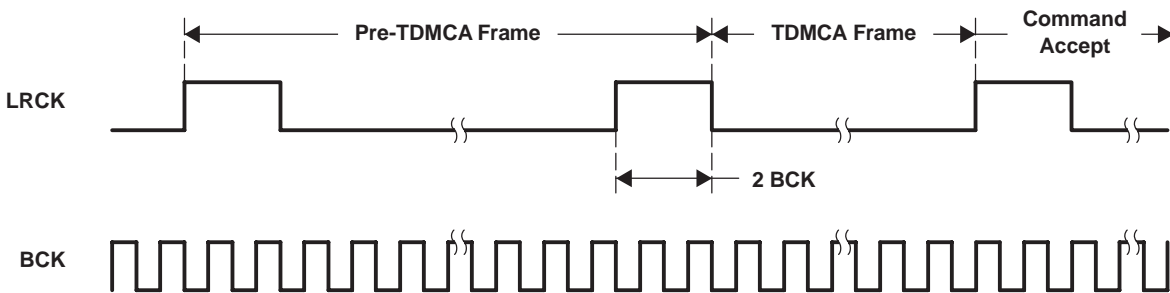 Pre-TDMCA Frame
TDMCA Frame
Command
Accept
LRCK
2 BCK
BCK